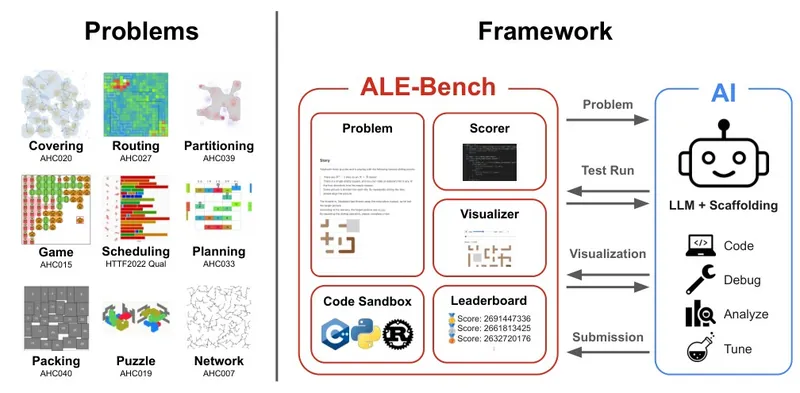 Problems
Covering
AHC020
Routing
AHC027
Partitioning
AHC039
Game
AHC015
Scheduling
HTTF2022 Qual
Planning
AHC033
Packing
AHC040
Puzzle
AHC019
Network
AHC007
Framework
ALE-Bench
Problem
Story
Scorer
Visualizer
Code Sandbox
Leaderboard
Score: 2691447336
Score: 2661813425
Score: 2632720176
Problem
Test Run
Visualization
Submission
AI
LLM + Scaffolding
Code
Debug
Analyze
Tune